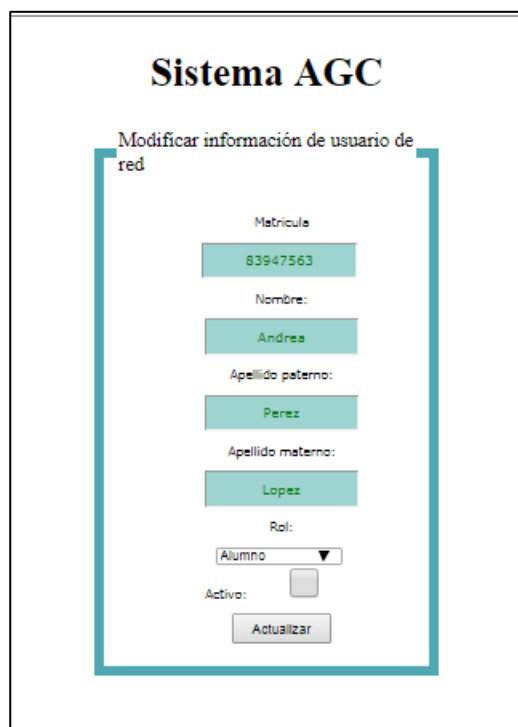 Sistema AGC
Modificar información de usuario de
red
Matricula
83947563
Nombre:
Andrea
Apellido paterno:
Perez
Apellido materno:
Lopez
Rol:
Alumno
Activo:
Actualizar